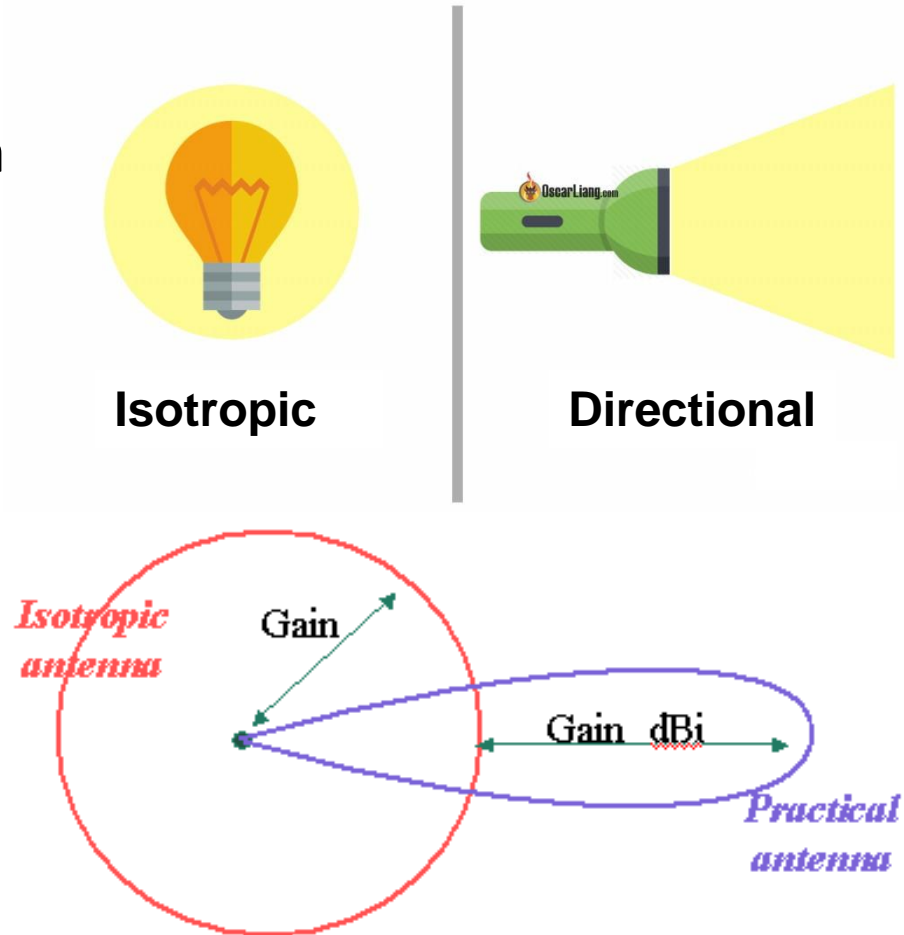 OscarLiang.com
Isotropic
Directional
Isotropic
antenna
Gain
Gain dBi
Practical
antenna